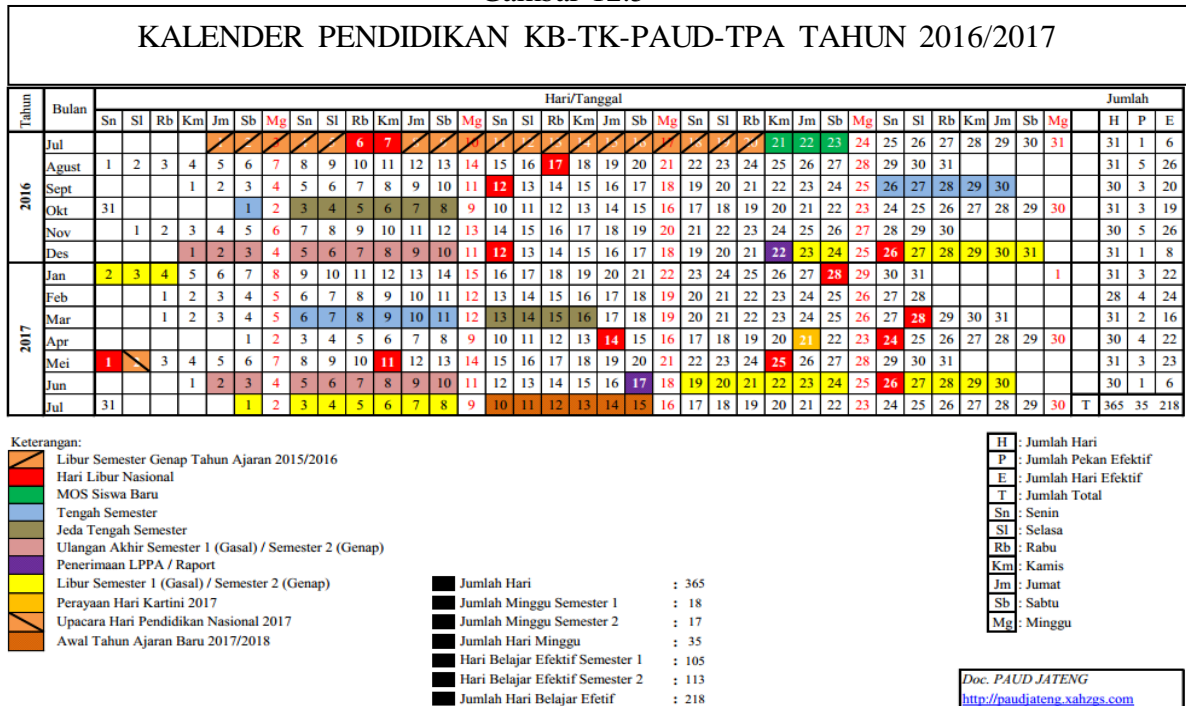 KALENDER PENDIDIKAN KB-TK-PAUD-TPA TAHUN 2016/2017
Tahun Bulan Hari/Tanggal Jumlah
Sn Sl Rb Km Jm Sb Mg Sn Sl Rb Km Jm Sb Mg Sn Sl Rb Km Jm Sb Mg Sn Sl Rb Km Jm Sb Mg Sn Sl Rb Km Jm Sb Mg H P E
2016
Jul 1 2 3 4 5 6 7 8 9 10 11 12 13 14 15 16 17 18 19 20 21 22 23 24 25 26 27 28 29 30 31 31 1 6
Agust 1 2 3 4 5 6 7 8 9 10 11 12 13 14 15 16 17 18 19 20 21 22 23 24 25 26 27 28 29 30 31 31 5 26
Sept 1 2 3 4 5 6 7 8 9 10 11 12 13 14 15 16 17 18 19 20 21 22 23 24 25 26 27 28 29 30 30 3 20
Okt 31 1 2 3 4 5 6 7 8 9 10 11 12 13 14 15 16 17 18 19 20 21 22 23 24 25 26 27 28 29 30 31 3 19
Nov 1 2 3 4 5 6 7 8 9 10 11 12 13 14 15 16 17 18 19 20 21 22 23 24 25 26 27 28 29 30 30 5 26
Des 1 2 3 4 5 6 7 8 9 10 11 12 13 14 15 16 17 18 19 20 21 22 23 24 25 26 27 28 29 30 31 31 1 8
2017
Jan 2 3 4 5 6 7 8 9 10 11 12 13 14 15 16 17 18 19 20 21 22 23 24 25 26 27 28 29 30 31 1 31 3 22
Feb 1 2 3 4 5 6 7 8 9 10 11 12 13 14 15 16 17 18 19 20 21 22 23 24 25 26 27 28 28 4 24
Mar 1 2 3 4 5 6 7 8 9 10 11 12 13 14 15 16 17 18 19 20 21 22 23 24 25 26 27 28 29 30 31 31 2 16
Apr 1 2 3 4 5 6 7 8 9 10 11 12 13 14 15 16 17 18 19 20 21 22 23 24 25 26 27 28 29 30 30 4 22
Mei 1 2 3 4 5 6 7 8 9 10 11 12 13 14 15 16 17 18 19 20 21 22 23 24 25 26 27 28 29 30 31 31 3 23
Jun 1 2 3 4 5 6 7 8 9 10 11 12 13 14 15 16 17 18 19 20 21 22 23 24 25 26 27 28 29 30 30 1 6
Jul 31 1 2 3 4 5 6 7 8 9 10 11 12 13 14 15 16 17 18 19 20 21 22 23 24 25 26 27 28 29 30 T 365 35 218
Keterangan:
Libur Semester Genap Tahun Ajaran 2015/2016
Hari Libur Nasional
MOS Siswa Baru
Tengah Semester
Jeda Tengah Semester
Ulangan Akhir Semester 1 (Gasal) / Semester 2 (Genap)
Penerimaan LPPA / Raport
Libur Semester 1 (Gasal) / Semester 2 (Genap)
Perayaan Hari Kartini 2017
Upacara Hari Pendidikan Nasional 2017
Awal Tahun Ajaran Baru 2017/2018
Jumlah Hari : 365
Jumlah Minggu Semester 1 : 18
Jumlah Minggu Semester 2 : 17
Jumlah Hari Minggu : 35
Hari Belajar Efektif Semester 1 : 105
Hari Belajar Efektif Semester 2 : 113
Jumlah Hari Belajar Efetif : 218
H : Jumlah Hari
P : Jumlah Pekan Efektif
E : Jumlah Hari Efektif
T : Jumlah Total
Sn : Senin
Sl : Selasa
Rb : Rabu
Km : Kamis
Jm : Jumat
Sb : Sabtu
Mg : Minggu
Doc. PAUD JATENG
http://paudjateng.xahzgs.com